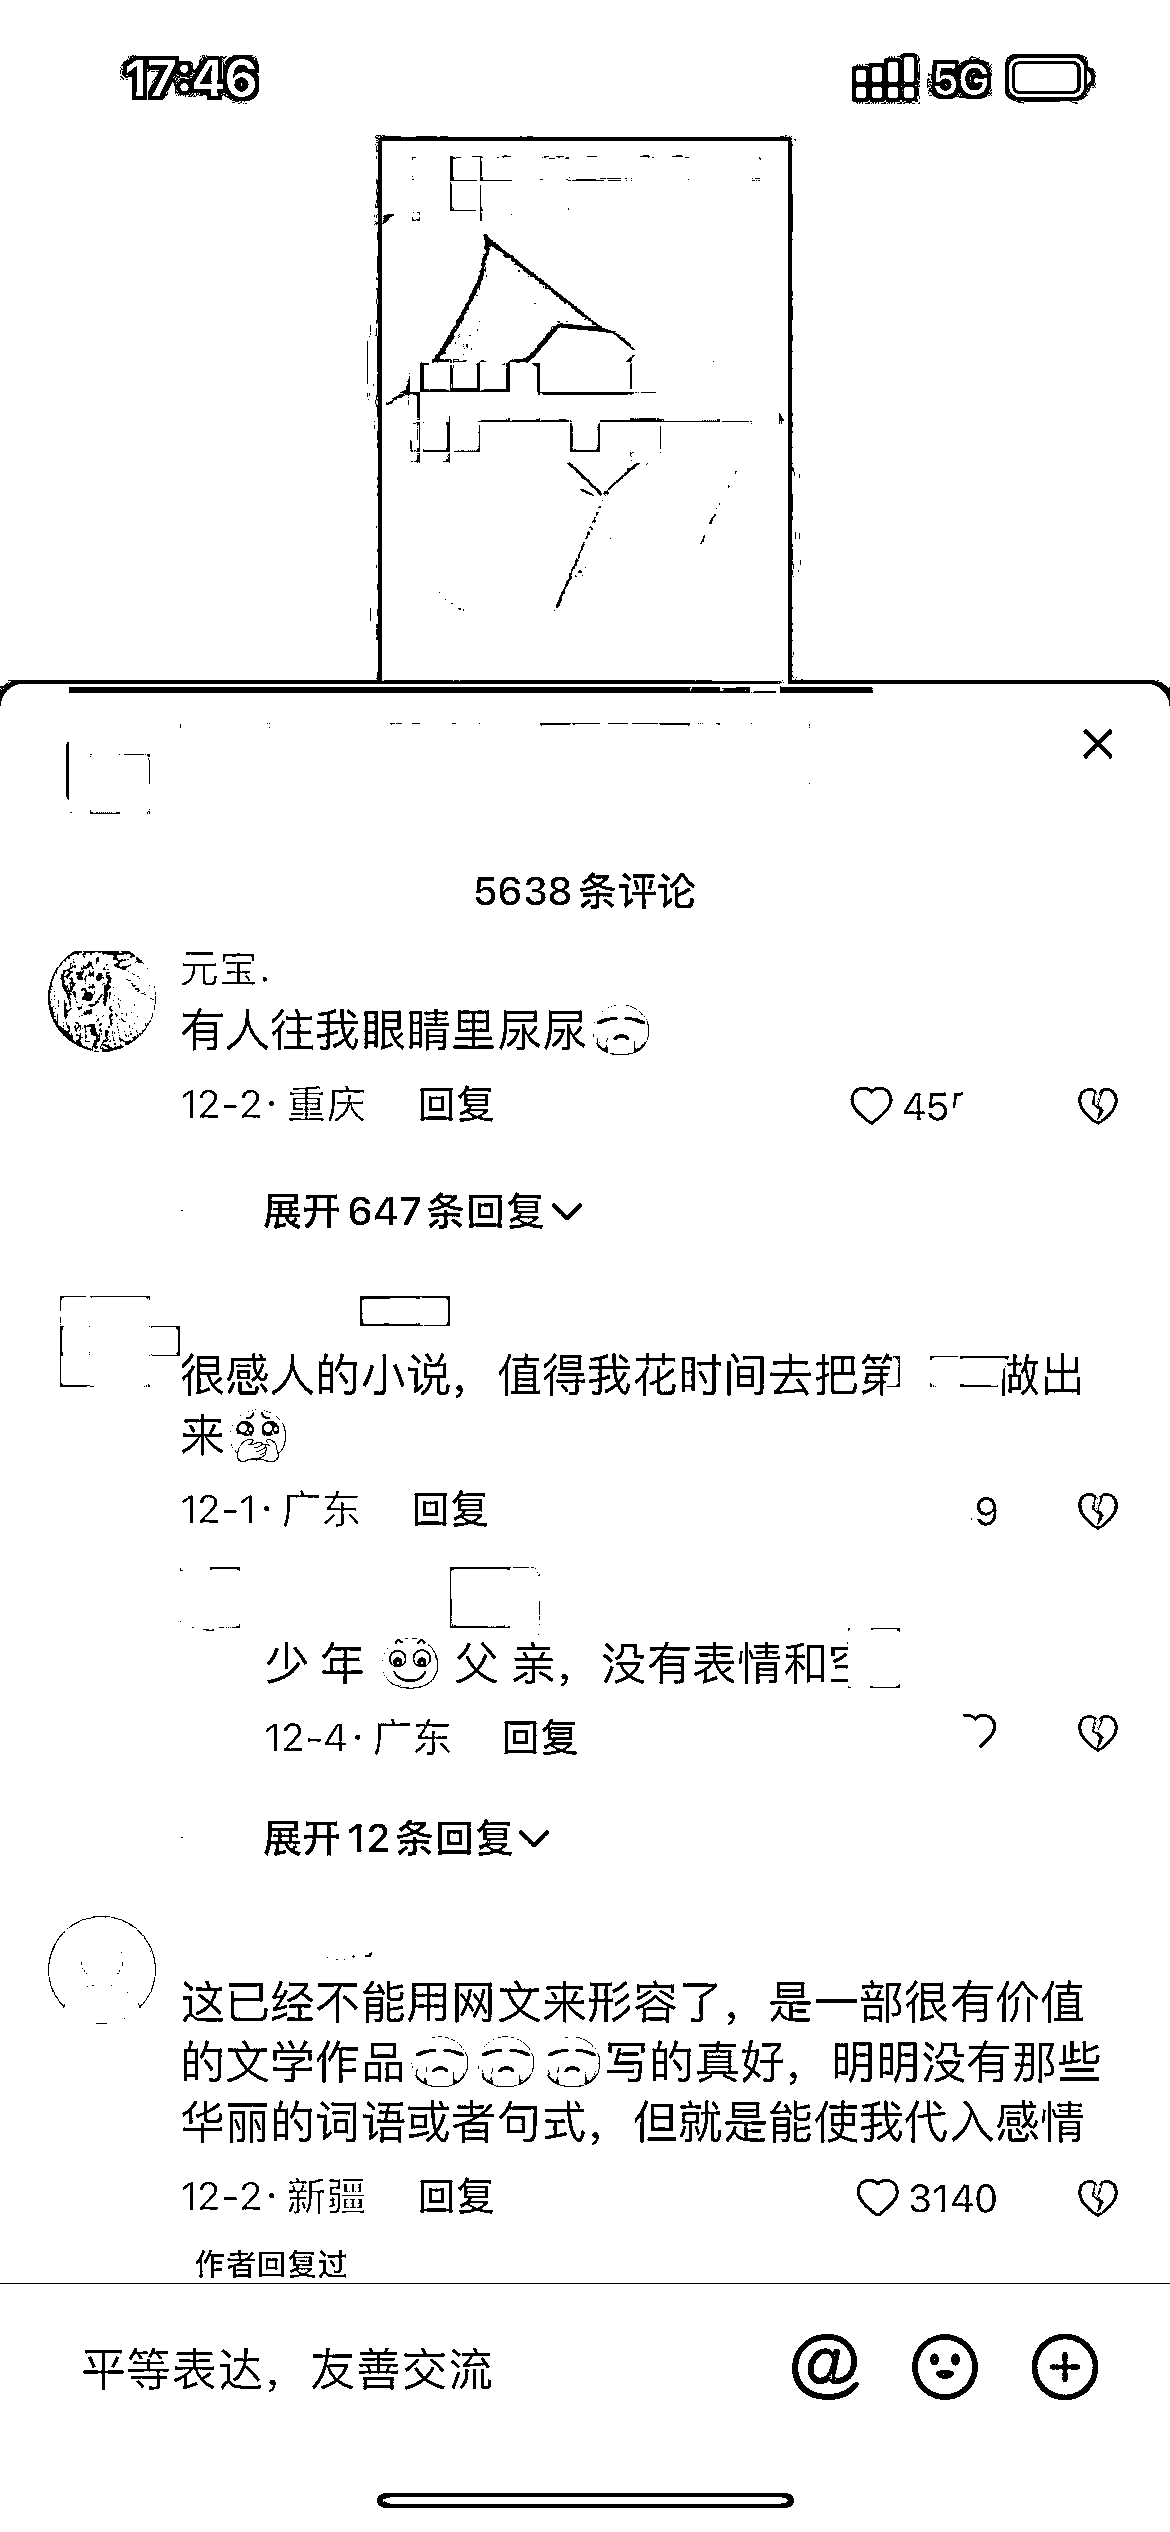 17:46 5G
5638条评论
元宝.
有人往我眼睛里尿尿
12-2·重庆 回复 45
展开647条回复
很感人的小说，值得我花时间去把第 做出
来
12-1·广东 回复 9
少 年 父 亲，没有表情和
12-4·广东 回复
展开12条回复
这已经不能用网文来形容了，是一部很有价值
的文学作品写的真好，明明没有那些
华丽的词语或者句式，但就是能使我代入感情
12-2·新疆 回复 3140
作者回复过
平等表达，友善交流